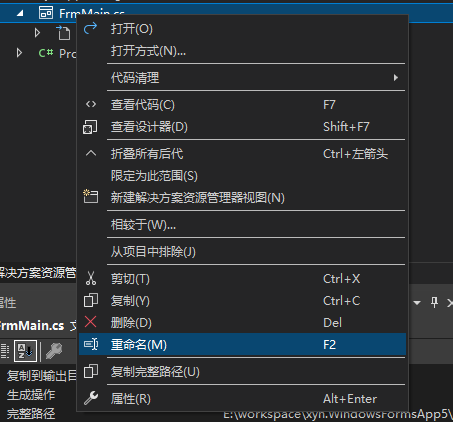 FrmMain.cs
打开(O)
打开方式(N)...
C# Pro
代码清理
查看代码(C) F7
查看设计器(D) Shift+F7
折叠所有后代 Ctrl+左箭头
限定为此范围(S)
新建解决方案资源管理器视图(N)
相较于(W)...
从项目中排除(J)
解决方案资源管
剪切(T) Ctrl+X
属性
复制(Y) Ctrl+C
FrmMain.cs 文
删除(D) Del
重命名(M) F2
复制到输出目
复制完整路径(U)
生成操作
属性(R) Alt+Enter
完整路径 E:\workspace\xyh.WindowsFormsApp5\